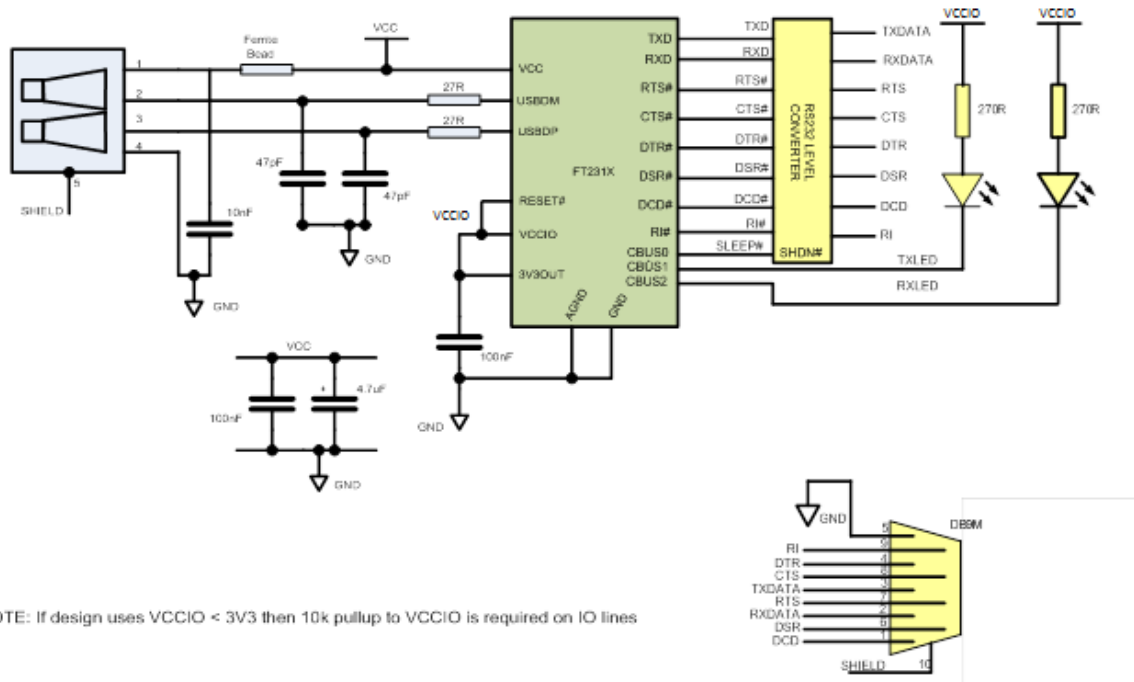 VCCIO VCCIO
VCC
Ferrite
Bead
1
2
3
4
5
SHIELD
27R
27R
47pF
47pF
10nF
GND
GND
VCCIO
VCC
USBDM
USBDP
RESET#
VCCIO
3V3OUT
FT231X
TXD
RXD
RTS#
CTS#
DTR#
DSR#
DCD#
RI#
CBUS0
CBUS1
CBUS2
AGND
GND
TXD
RXD
RTS#
CTS#
DTR#
DSR#
DCD#
RI#
SLEEP#
RS232 LEVEL
CONVERTER
SHDN#
TXDATA
RXDATA
RTS
CTS
DTR
DSR
DCD
RI
270R
270R
TXLED
RXLED
100nF
GND
VCC
100nF
+
4.7uF
GND
GND
DB9M
RI 9
DTR 4
CTS
TXDATA
RTS
RXDATA 2
DSR 6
DCD 1
5
SHIELD 10
If design uses VCCIO < 3V3 then 10k pullup to VCCIO is required on IO lines